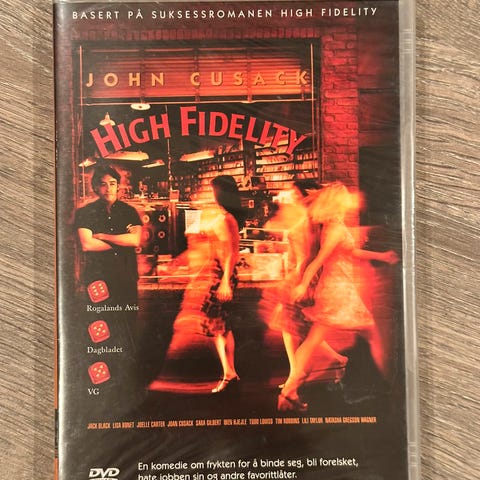 BASERT PÅ SUKSESSROMANEN HIGH FIDELITY
JOHN CUSACK
HIGH FIDELITY
Rogalands Avis
Dagbladet
VG
JACK BLACK LISA BONET JOELLE CARTER JOAN CUSACK SARA GILBERT IBEN HJEJLE TODD LOUISO TIM ROBBINS LILI TAYLOR NATASHA GREGSON WAGNER
DVD
En komedie om frykten for å binde seg, bli forelsket,
hate jobben sin og andre favorittlåter.